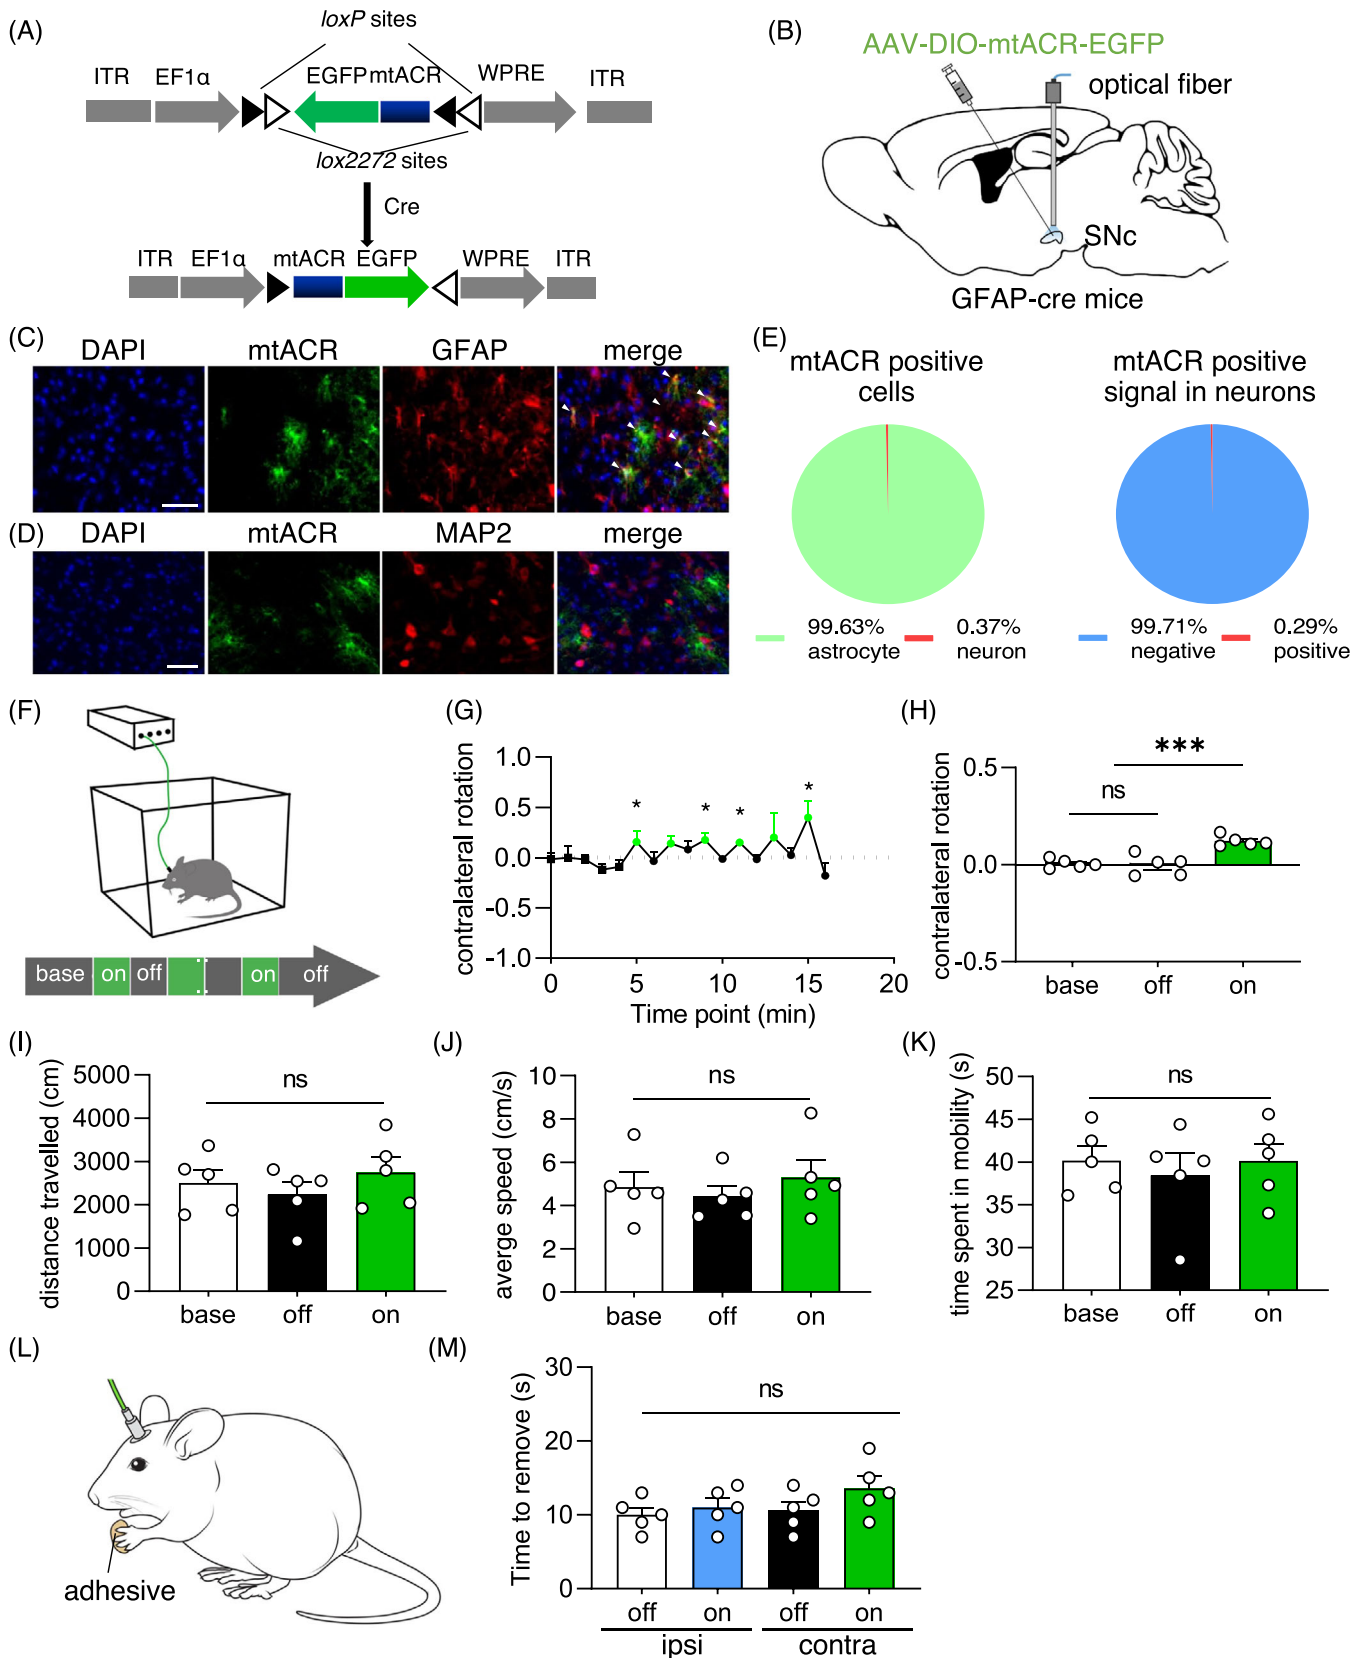 (A)
loxP sites
ITR EF1α EGFP mtACR WPRE ITR
lox2272 sites
Cre
ITR EF1α mtACR EGFP WPRE ITR
(B)
AAV-DIO-mtACR-EGFP
optical fiber
SNc
GFAP-cre mice
(C)
DAPI mtACR GFAP merge
(D)
DAPI mtACR MAP2 merge
(E)
mtACR positive
cells
99.63%
astrocyte
0.37%
neuron
mtACR positive
signal in neurons
99.71%
negative
0.29%
positive
(F)
base on off on off
(G)
contralateral rotation
1.0
0.5
0.0
-0.5
-1.0
* * * *
0 5 10 15 20
Time point (min)
(H)
contralateral rotation
0.5
0.0
-0.5
***
ns
base off on
(I)
distance travelled (cm)
5000
4000
3000
2000
1000
0
ns
base off on
(J)
averge speed (cm/s)
10
8
6
4
2
0
ns
base off on
(K)
time spent in mobility (s)
50
45
40
35
30
25
ns
base off on
(L)
adhesive
(M)
Time to remove (s)
30
20
10
0
ns
off on off on
ipsi contra